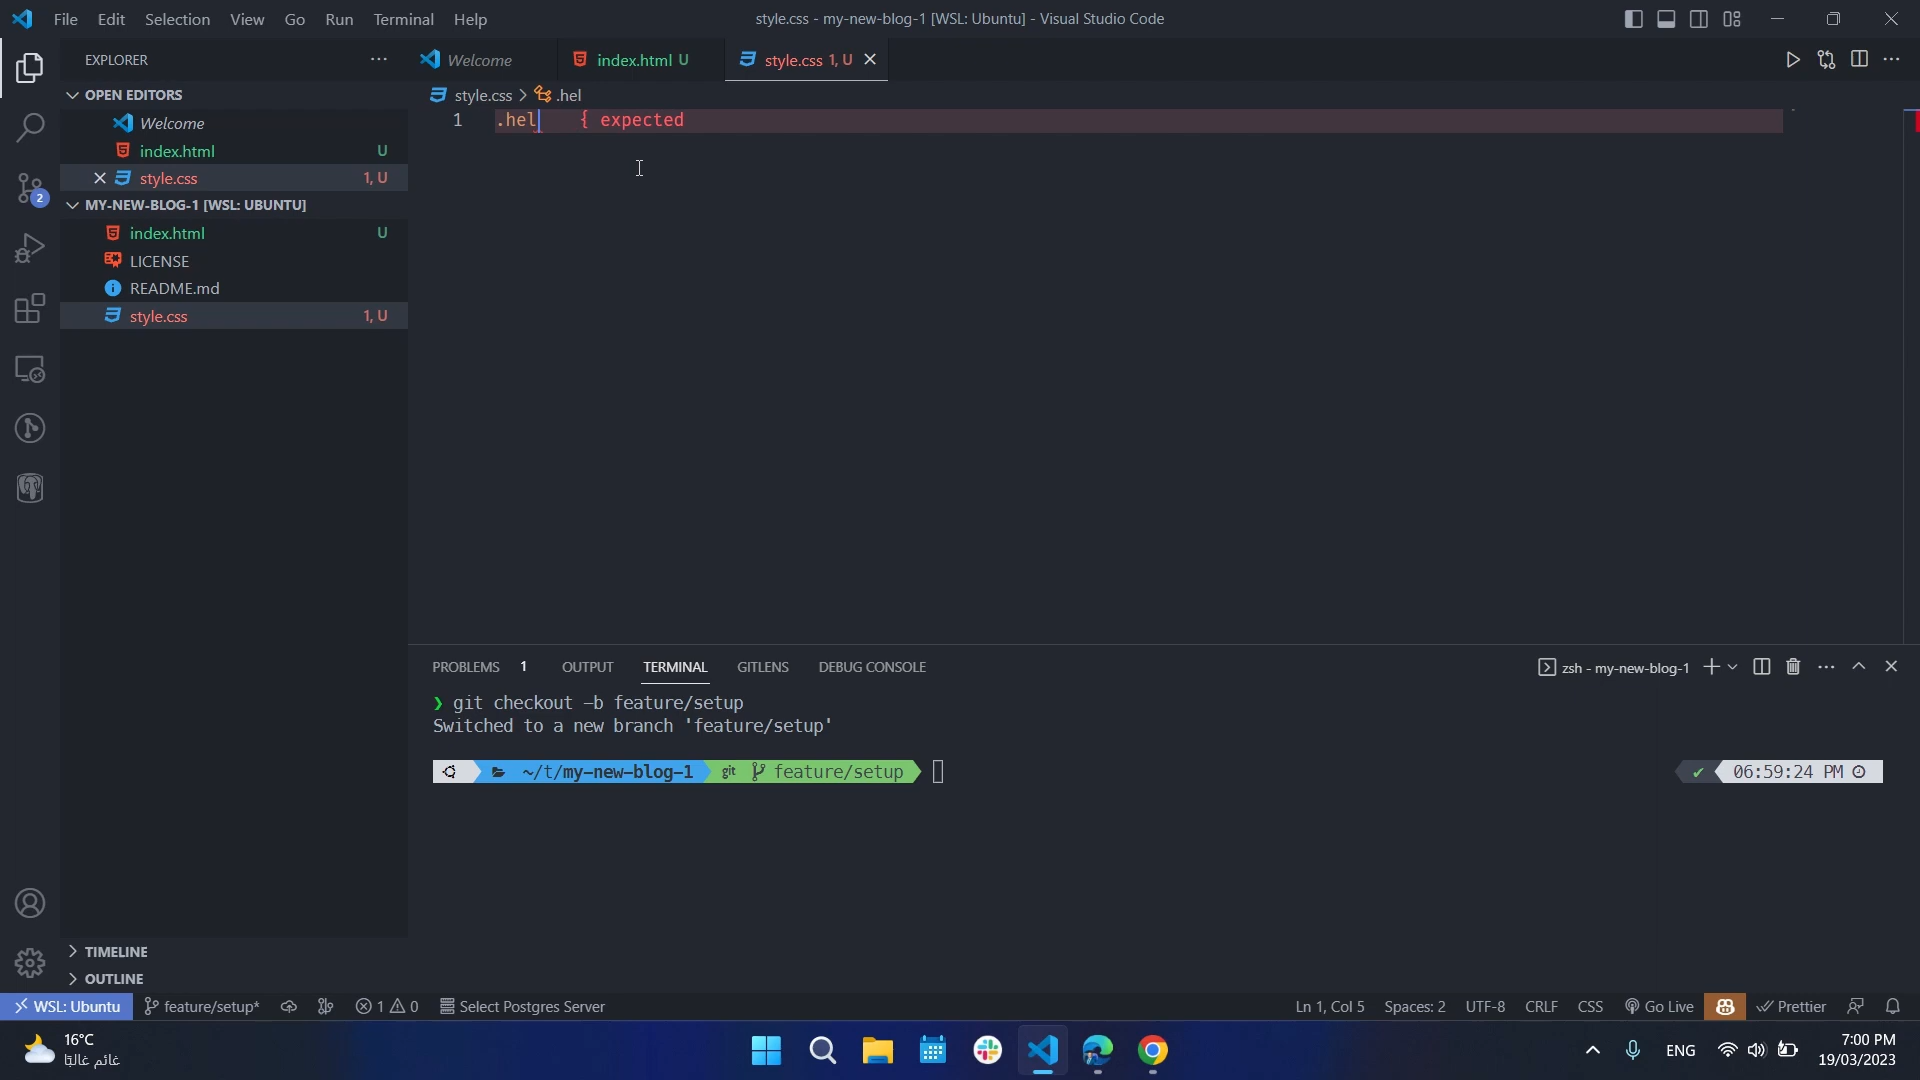 File Edit Selection View Go Run Terminal Help
style.css - my-new-blog-1 [WSL: Ubuntu] - Visual Studio Code
EXPLORER
Welcome
index.html U
style.css 1, U
OPEN EDITORS
style.css > .hel
Welcome
1 .hel { expected
index.html U
style.css 1, U
2
MY-NEW-BLOG-1 [WSL: UBUNTU]
index.html U
LICENSE
README.md
style.css 1, U
PROBLEMS 1 OUTPUT TERMINAL GITLENS DEBUG CONSOLE
zsh - my-new-blog-1
❯ git checkout -b feature/setup
Switched to a new branch 'feature/setup'
~/t/my-new-blog-1 git feature/setup
✔ 06:59:24 PM
TIMELINE
OUTLINE
WSL: Ubuntu feature/setup* 1 0 Select Postgres Server
Ln 1, Col 5 Spaces: 2 UTF-8 CRLF CSS Go Live Prettier
16°C
غائم غالبًا
ENG
7:00 PM
19/03/2023